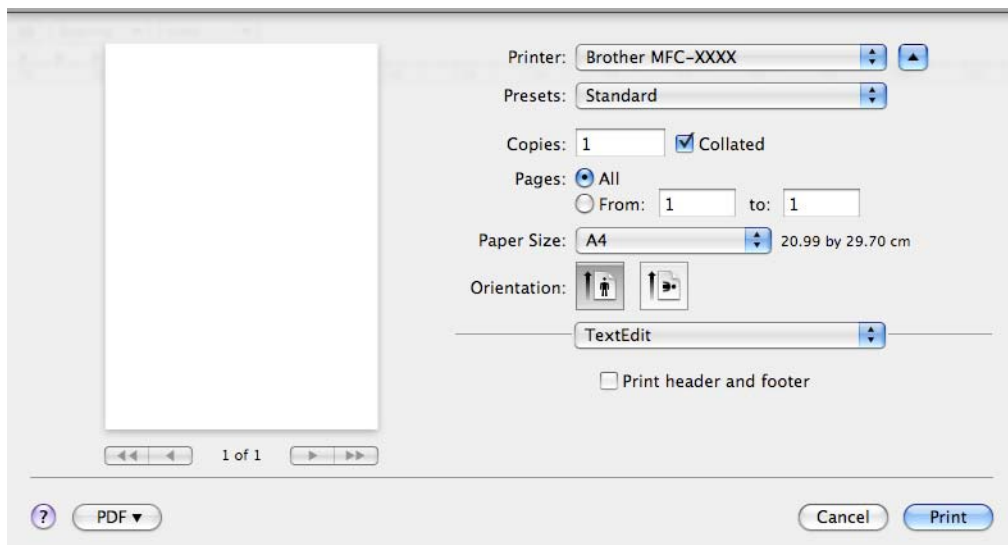 Printer: Brother MFC-XXXX
Presets: Standard
Copies: 1 Collated
Pages: All
From: 1 to: 1
Paper Size: A4 20.99 by 29.70 cm
Orientation:
TextEdit
Print header and footer
1 of 1
? PDF Cancel Print